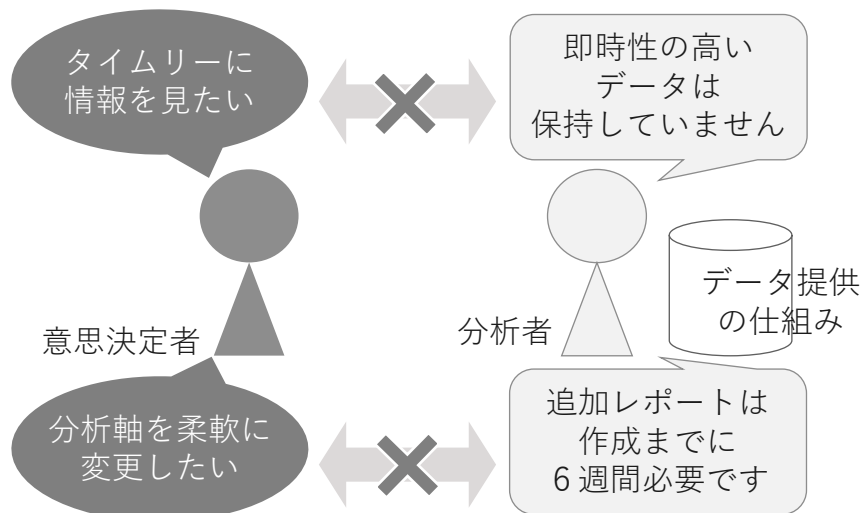 タイムリーに
情報を見たい
即時性の高い
データは
保持していません
意思決定者
分析者
データ提供
の仕組み
分析軸を柔軟に
変更したい
追加レポートは
作成までに
6週間必要です